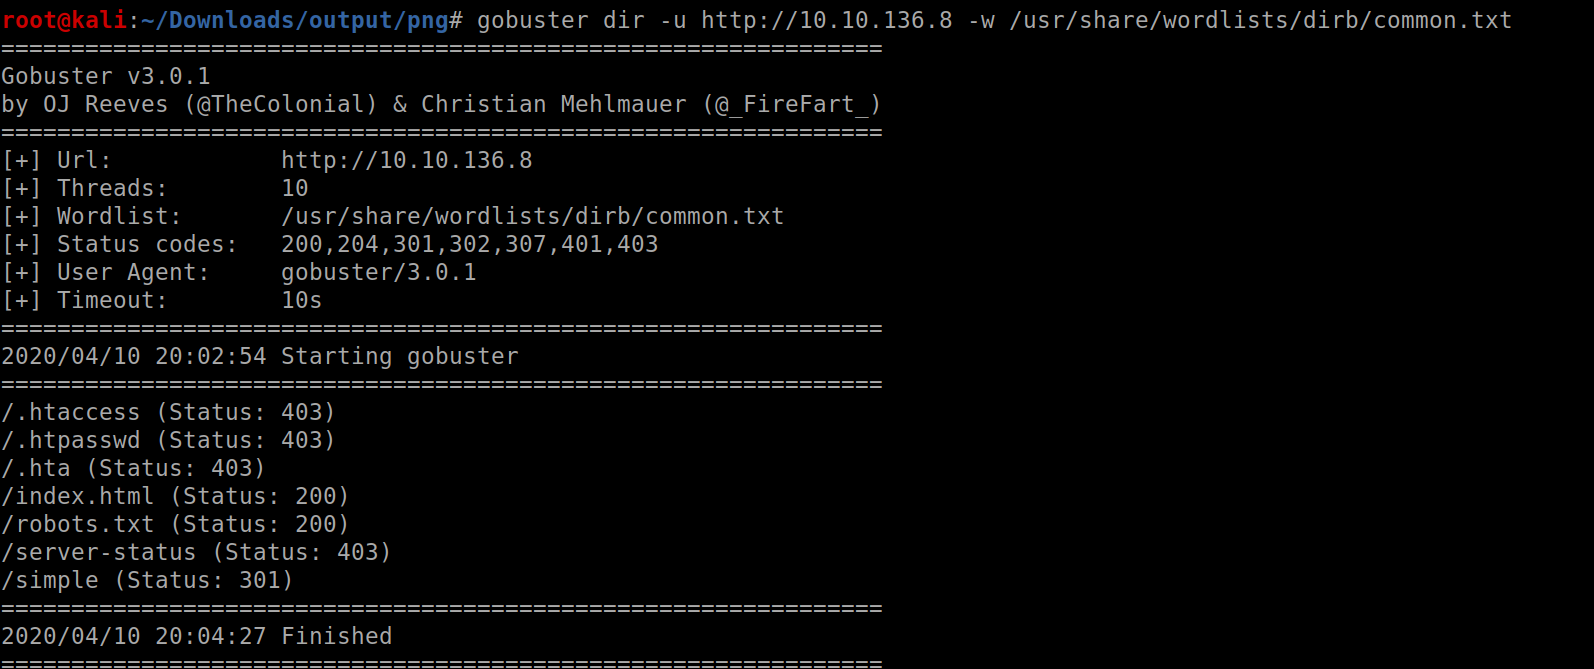 root@kali:~/Downloads/output/png# gobuster dir -u http://10.10.136.8 -w /usr/share/wordlists/dirb/common.txt
===============================================================
Gobuster v3.0.1
by OJ Reeves (@TheColonial) & Christian Mehlmauer (@_FireFart_)
===============================================================
[+] Url:            http://10.10.136.8
[+] Threads:        10
[+] Wordlist:       /usr/share/wordlists/dirb/common.txt
[+] Status codes:   200,204,301,302,307,401,403
[+] User Agent:     gobuster/3.0.1
[+] Timeout:        10s
===============================================================
2020/04/10 20:02:54 Starting gobuster
===============================================================
/.htaccess (Status: 403)
/.htpasswd (Status: 403)
/.hta (Status: 403)
/index.html (Status: 200)
/robots.txt (Status: 200)
/server-status (Status: 403)
/simple (Status: 301)
===============================================================
2020/04/10 20:04:27 Finished
===============================================================